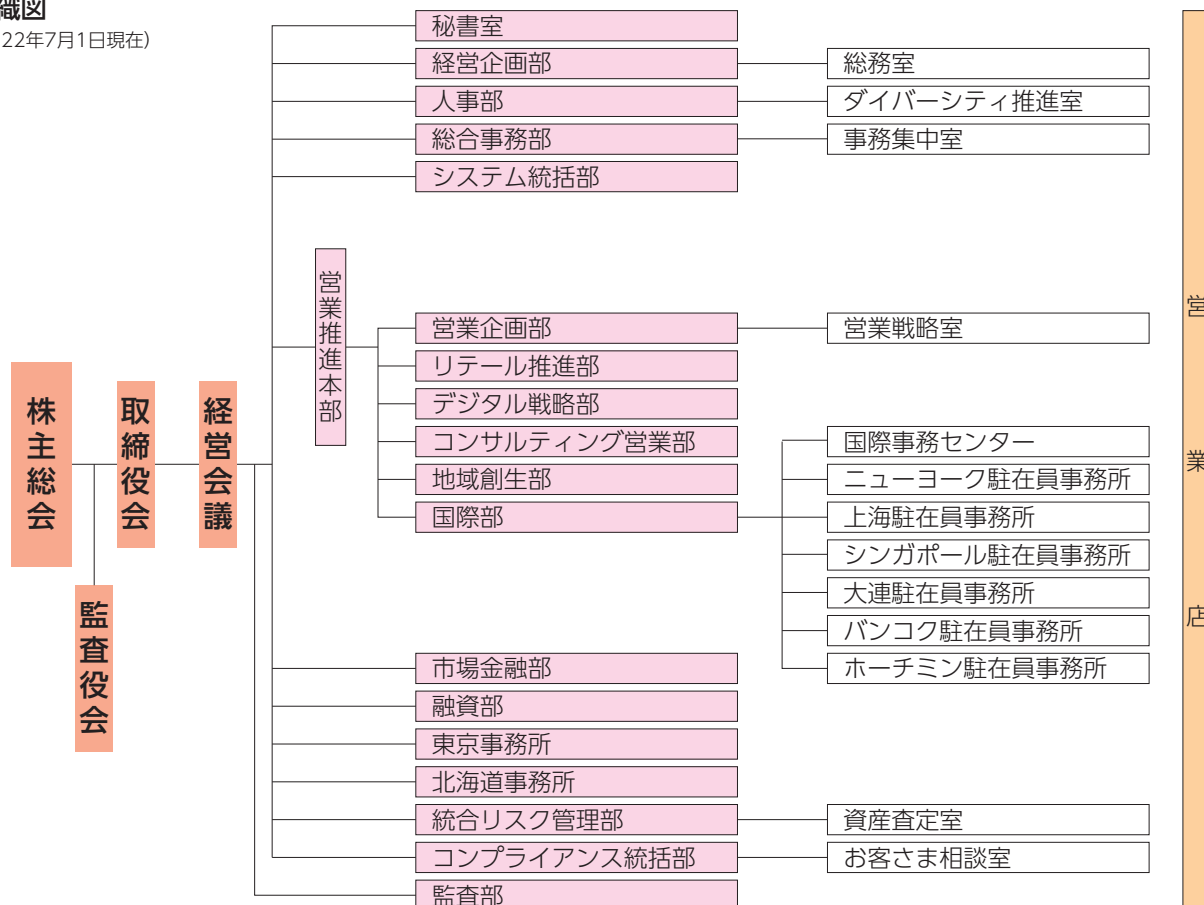 織図
22年7月1日現在）
秘書室
経営企画部
総務室
人事部
ダイバーシティ推進室
総合事務部
事務集中室
システム統括部
営業推進本部
営業企画部
営業戦略室
リテール推進部
デジタル戦略部
コンサルティング営業部
地域創生部
国際部
国際事務センター
ニューヨーク駐在員事務所
上海駐在員事務所
シンガポール駐在員事務所
大連駐在員事務所
バンコク駐在員事務所
ホーチミン駐在員事務所
株主総会
取締役会
経営会議
監査役会
市場金融部
融資部
東京事務所
北海道事務所
統合リスク管理部
資産査定室
コンプライアンス統括部
お客さま相談室
監査部
営業店